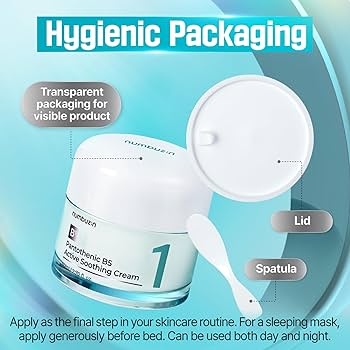 Hygienic Packaging
Transparent
packaging for
visible product
numbuzin
numbuzin
B
Pantothenic B5
Active Soothing Cream
1
Lid
Spatula
Apply as the final step in your skincare routine. For a sleeping mask,
apply generously before bed. Can be used both day and night.